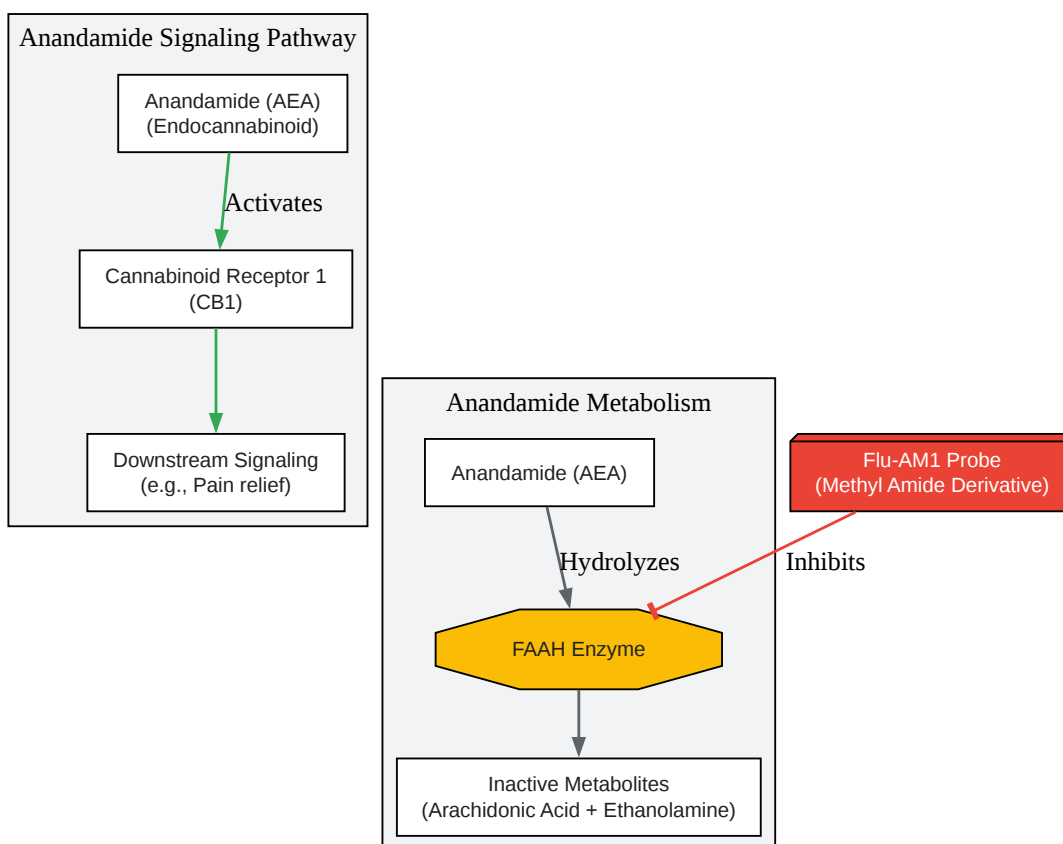 Anandamide Signaling Pathway
Anandamide (AEA)
(Endocannabinoid)
Activates
Cannabinoid Receptor 1
(CB1)
Downstream Signaling
(e.g., Pain relief)
Anandamide Metabolism
Anandamide (AEA)
Hydrolyzes
FAAH Enzyme
Inactive Metabolites
(Arachidonic Acid + Ethanolamine)
Flu-AM1 Probe
(Methyl Amide Derivative)
Inhibits